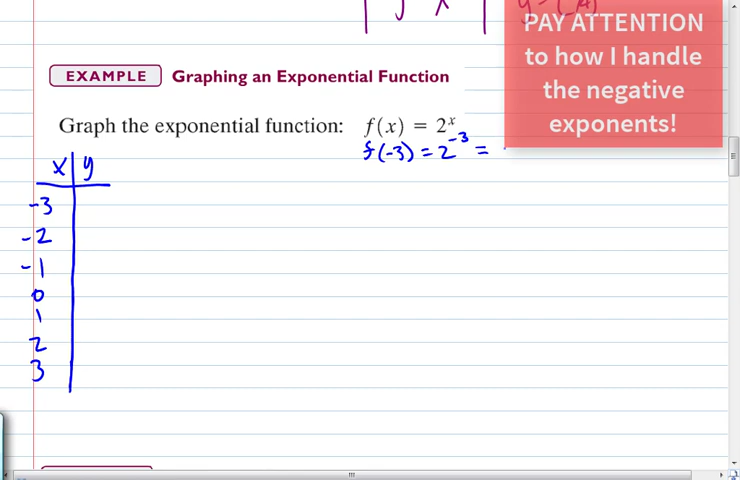 PAY ATTENTION
to how I handle
the negative
exponents!
EXAMPLE Graphing an Exponential Function
Graph the exponential function: f(x) = 2ˣ
f(-3) = 2⁻³ =
x y
-3
-2
-1
0
1
2
3